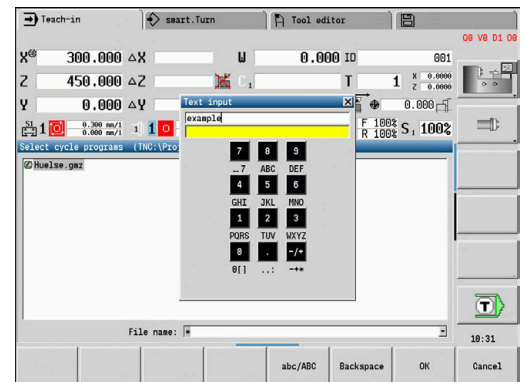 Teach-in
smart.Turn
Tool editor
Q8 V8 D1 O8
X 300.000 ΔX U 0.000 ID 001
Z 450.000 ΔZ C 1 T 1 X 0.0000
Z 0.0000
Y 0.000 ΔY 0.000
S1 1 0.300 mm/1
0.000 mm/1 1) 1 F 100%
R 100% S 1 100%
Select cycle programs (TNC:\Pro
Huelse.gmz
Text input
example
7 8 9
_.7 ABC DEF
4 5 6
GHI JKL MNO
1 2 3
PQRS TUV WXYZ
0 . -/+
0[] ..: -+*
File name:
T
10:31
abc/ABC Backspace OK Cancel